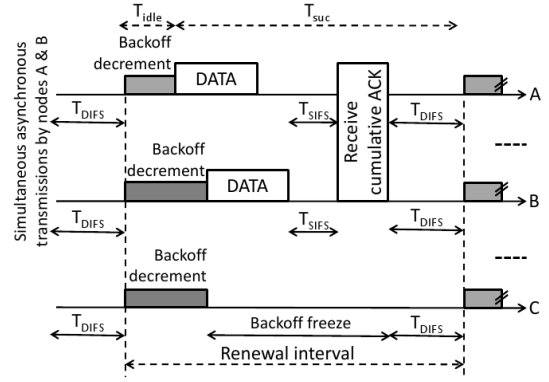 T_idle
T_suc
Backoff
decrement
DATA
A
T_DIFS
T_SIFS
Receive
cumulative ACK
T_DIFS
Simultaneous asynchronous
transmissions by nodes A & B
Backoff
decrement
DATA
B
T_DIFS
T_SIFS
T_DIFS
Backoff
decrement
C
T_DIFS
Backoff freeze
T_DIFS
Renewal interval